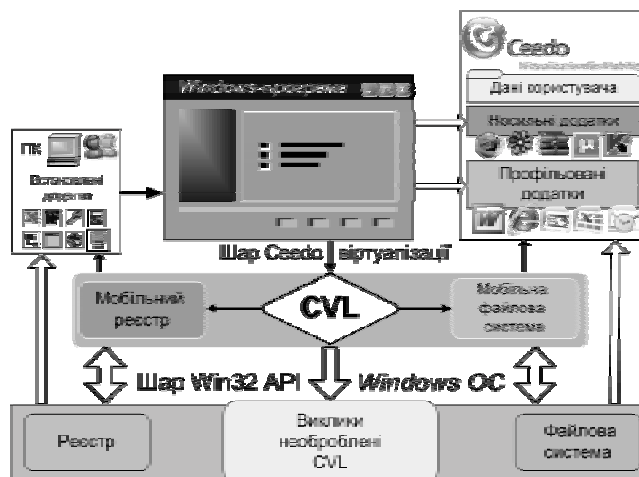 Ceedo
Windows-програма
Дані користувача
Носильні додатки
ПК
Встановлені
додатки
Профільовані
додатки
Шар Ceedo віртуалізації
Мобільний
реєстр
CVL
Мобільна
файлова
система
Шар Win32 API
Windows ОС
Реєстр
Виклики
необроблені
CVL
Файлова
система